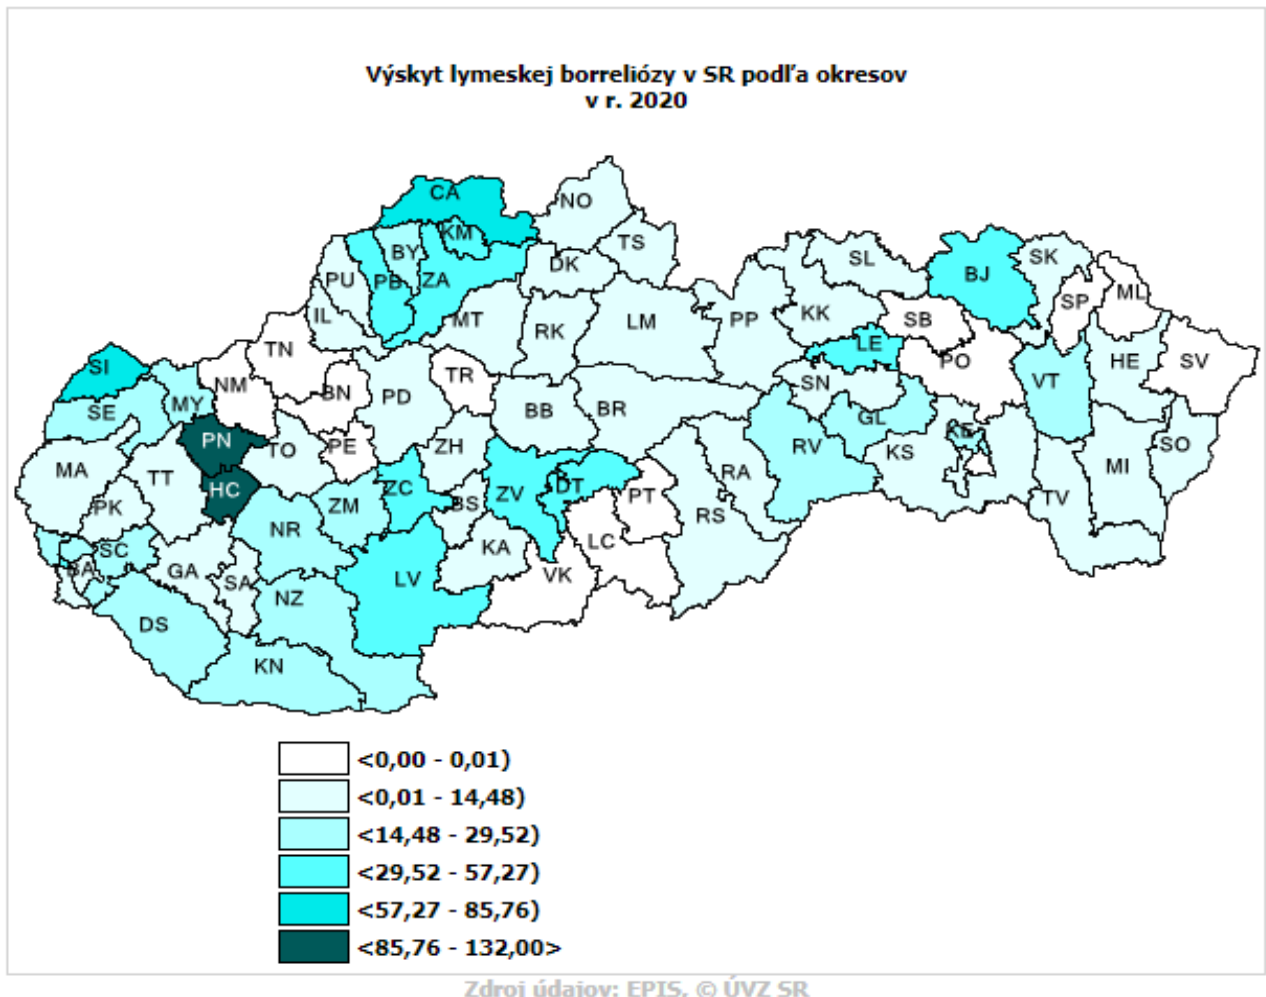 Výskyt lymeskej borreliózy v SR podľa okresov
v r. 2020
CA
NO
KM
BY
TS
PU
PB
ZA
DK
SL
SK
BJ
ML
SP
IL
MT
RK
LM
PP
KK
SB
TN
LE
PO
HE
SV
SI
NM
BN
TR
SN
VT
SE
MY
PD
BB
BR
GL
PN
TO
PE
ZH
RV
KE
MA
TT
KS
SO
HC
ZC
ZV
DT
PT
RA
MI
PK
ZM
BS
RS
TV
NR
SC
KA
LC
BA
GA
SA
LV
VK
DS
NZ
KN
<0,00 - 0,01)
<0,01 - 14,48)
<14,48 - 29,52)
<29,52 - 57,27)
<57,27 - 85,76)
<85,76 - 132,00>
Zdroj údajov: EPIS, © ÚVZ SR